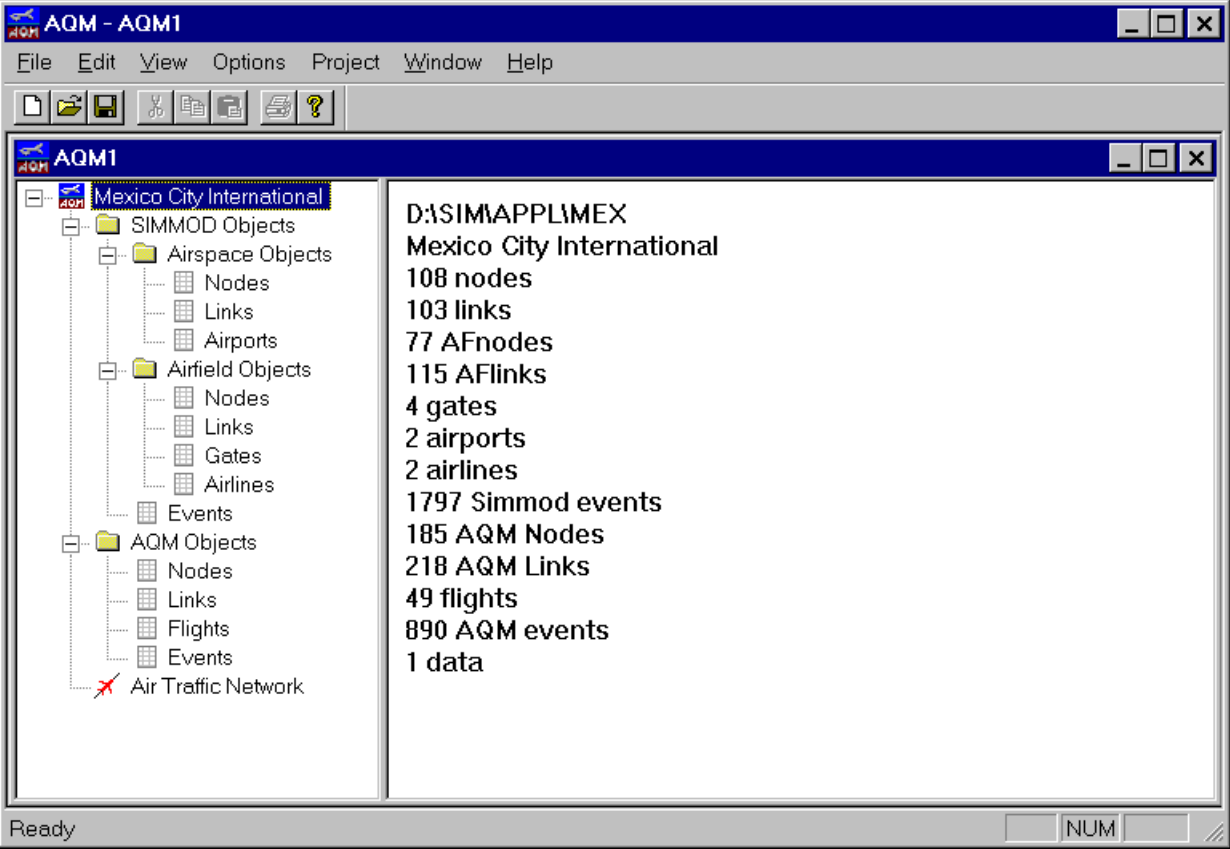 AQM - AQM1
File Edit View Options Project Window Help
AQM1
Mexico City International
SIMMOD Objects
Airspace Objects
Nodes
Links
Airports
Airfield Objects
Nodes
Links
Gates
Airlines
Events
AQM Objects
Nodes
Links
Flights
Events
Air Traffic Network
D:\SIM\APPL\MEX
Mexico City International
108 nodes
103 links
77 AFnodes
115 AFlinks
4 gates
2 airports
2 airlines
1797 Simmod events
185 AQM Nodes
218 AQM Links
49 flights
890 AQM events
1 data
Ready
NUM